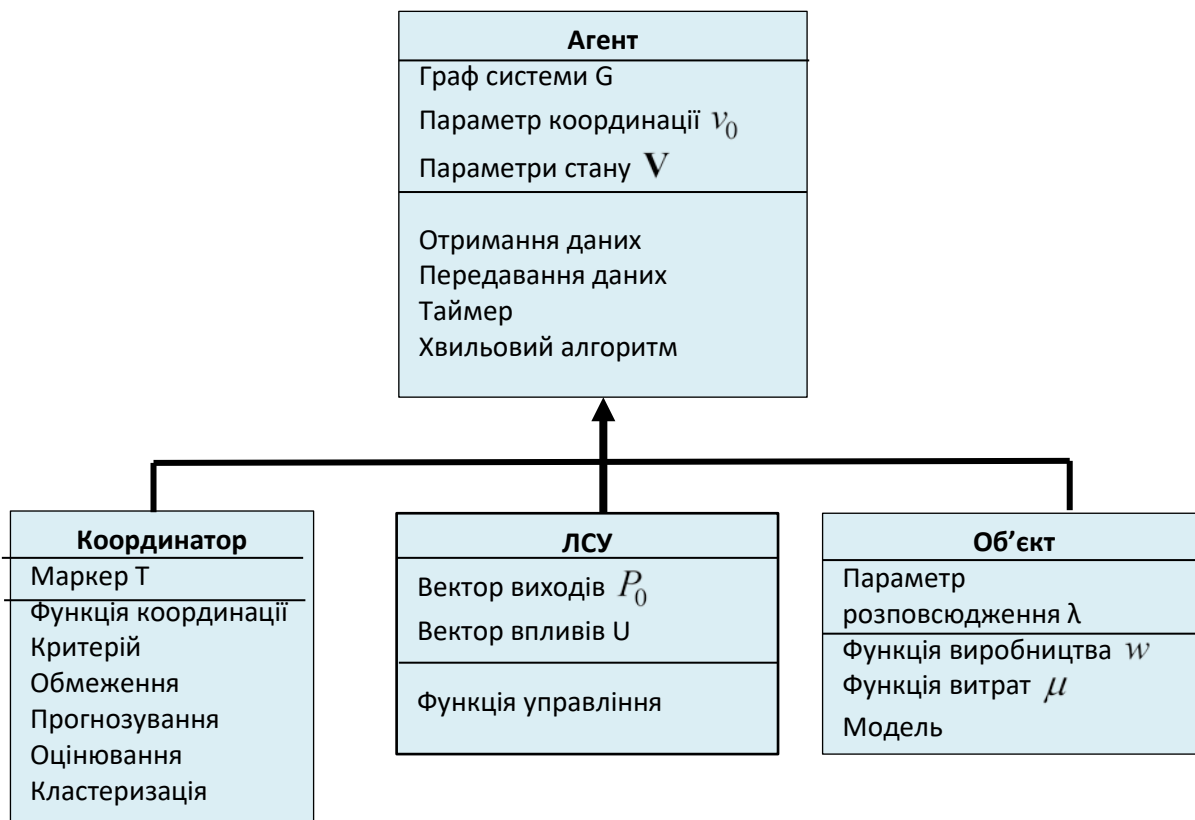 Агент
Граф системи G
Параметр координації v₀
Параметри стану V
Отримання даних
Передавання даних
Таймер
Хвильовий алгоритм
Координатор
Маркер T
Функція координації
Критерій
Обмеження
Прогнозування
Оцінювання
Кластеризація
ЛСУ
Вектор виходів P₀
Вектор впливів U
Функція управління
Об’єкт
Параметр
розповсюдження λ
Функція виробництва w
Функція витрат μ
Модель